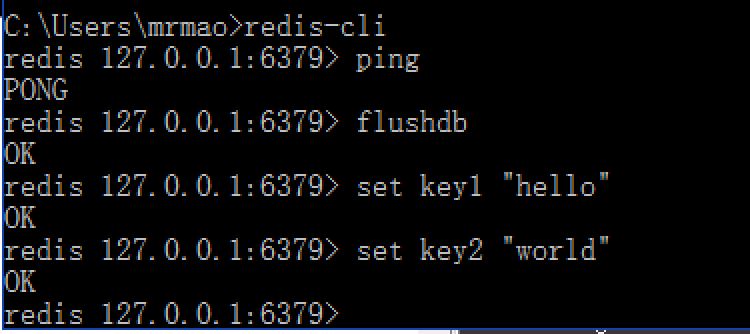 C:\Users\mrmao>redis-cli
redis 127.0.0.1:6379> ping
PONG
redis 127.0.0.1:6379> flushdb
OK
redis 127.0.0.1:6379> set key1 "hello"
OK
redis 127.0.0.1:6379> set key2 "world"
OK
redis 127.0.0.1:6379>